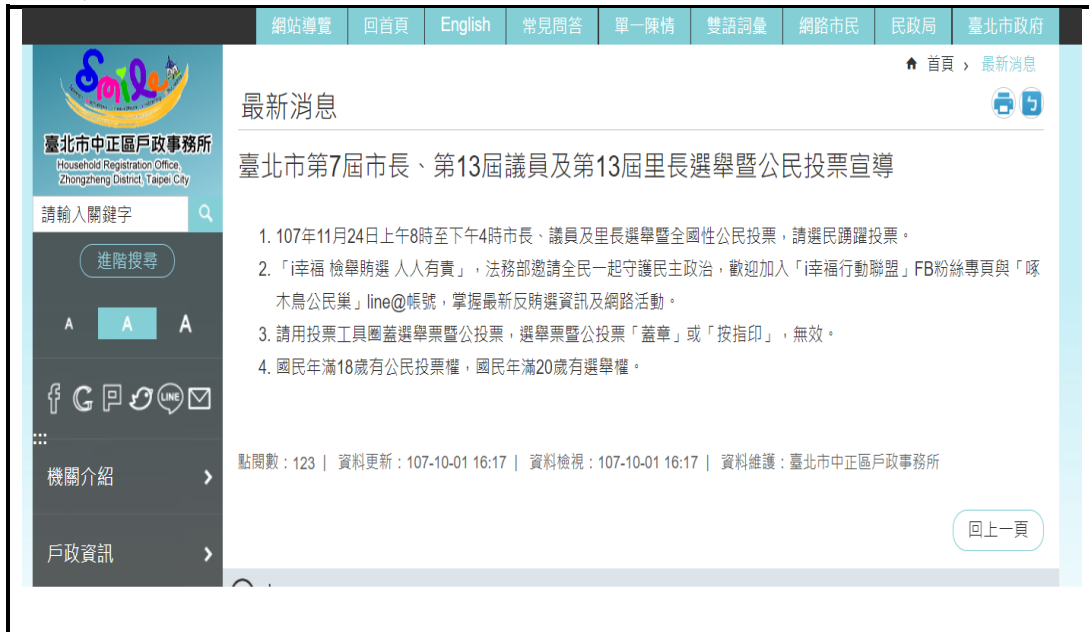 網站導覽
回首頁
English
常見問答
單一陳情
雙語詞彙
網路市民
民政局
臺北市政府
Smile
臺北市中正區戶政事務所
Household Registration Office,
Zhongzheng District, Taipei City
請輸入關鍵字
進階搜尋
A A A
LINE
:::
機關介紹
戶政資訊
首頁 › 最新消息
最新消息
臺北市第7屆市長、第13屆議員及第13屆里長選舉暨公民投票宣導
1. 107年11月24日上午8時至下午4時市長、議員及里長選舉暨全國性公民投票，請選民踴躍投票。
2. 「i幸福 檢舉賄選 人人有責」，法務部邀請全民一起守護民主政治，歡迎加入「i幸福行動聯盟」FB粉絲專頁與「啄
木鳥公民巢」line@帳號，掌握最新反賄選資訊及網路活動。
3. 請用投票工具圈蓋選舉票暨公投票，選舉票暨公投票「蓋章」或「按指印」，無效。
4. 國民年滿18歲有公民投票權，國民年滿20歲有選舉權。
點閱數：123 | 資料更新：107-10-01 16:17 | 資料檢視：107-10-01 16:17 | 資料維護：臺北市中正區戶政事務所
回上一頁